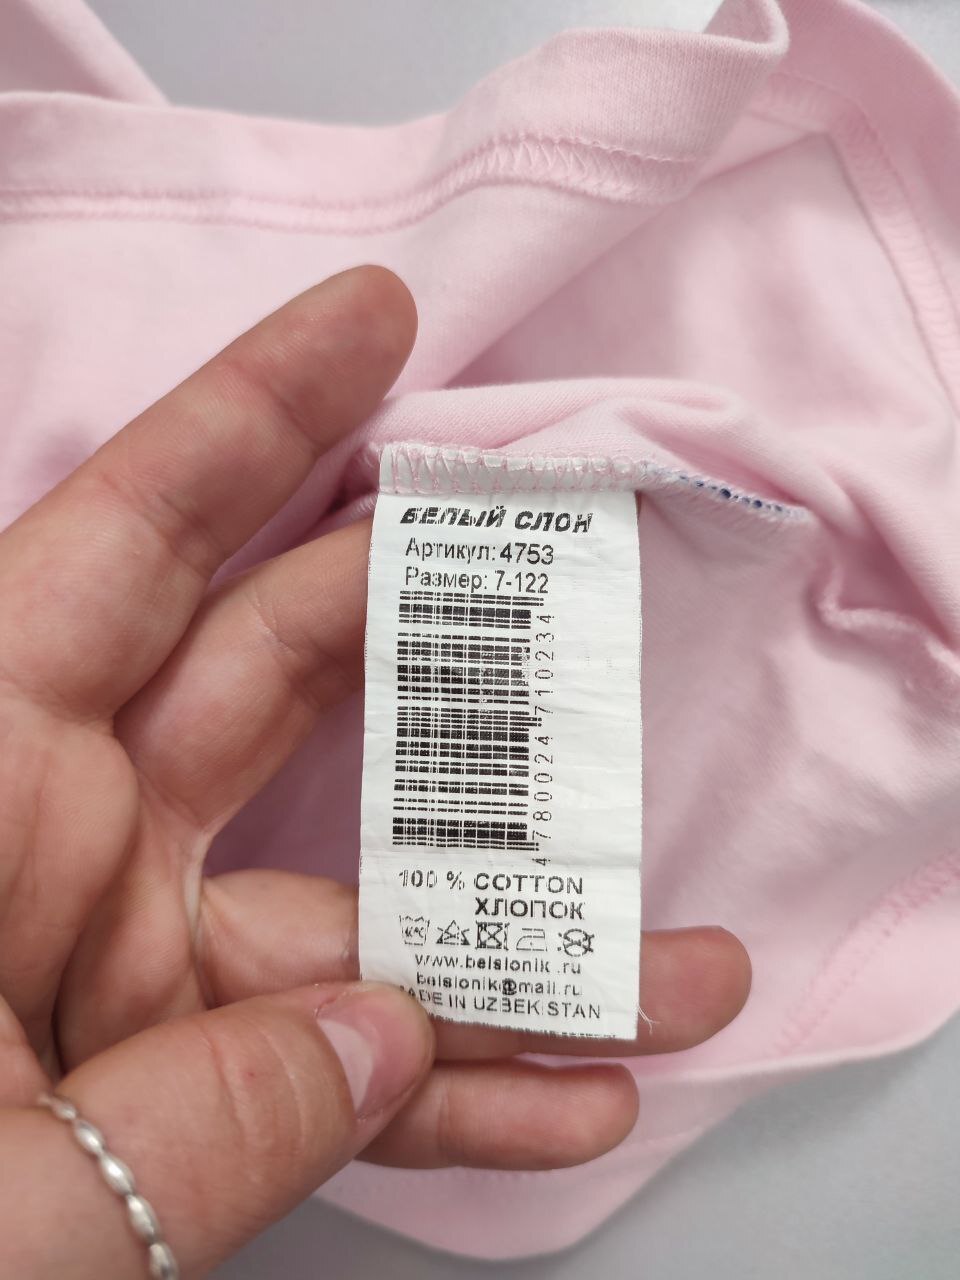 БЕЛЫЙ СЛОН
Артикул: 4753
Размер: 7-122
4780024710234
100 % COTTON
ХЛОПОК
www.belslonik.ru
belslonik@mail.ru
MADE IN UZBEKISTAN